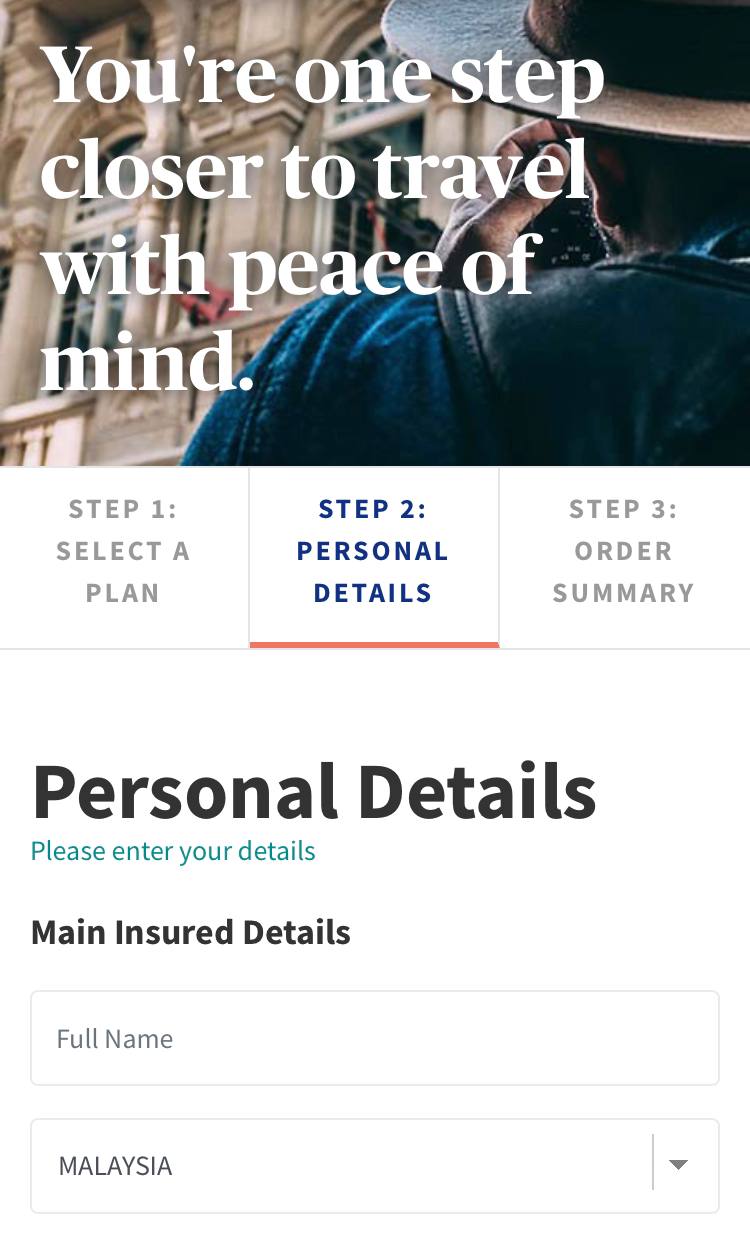 You're one step
closer to travel
with peace of
mind.
STEP 1:
SELECT A
PLAN
STEP 2:
PERSONAL
DETAILS
STEP 3:
ORDER
SUMMARY
Personal Details
Please enter your details
Main Insured Details
Full Name
MALAYSIA